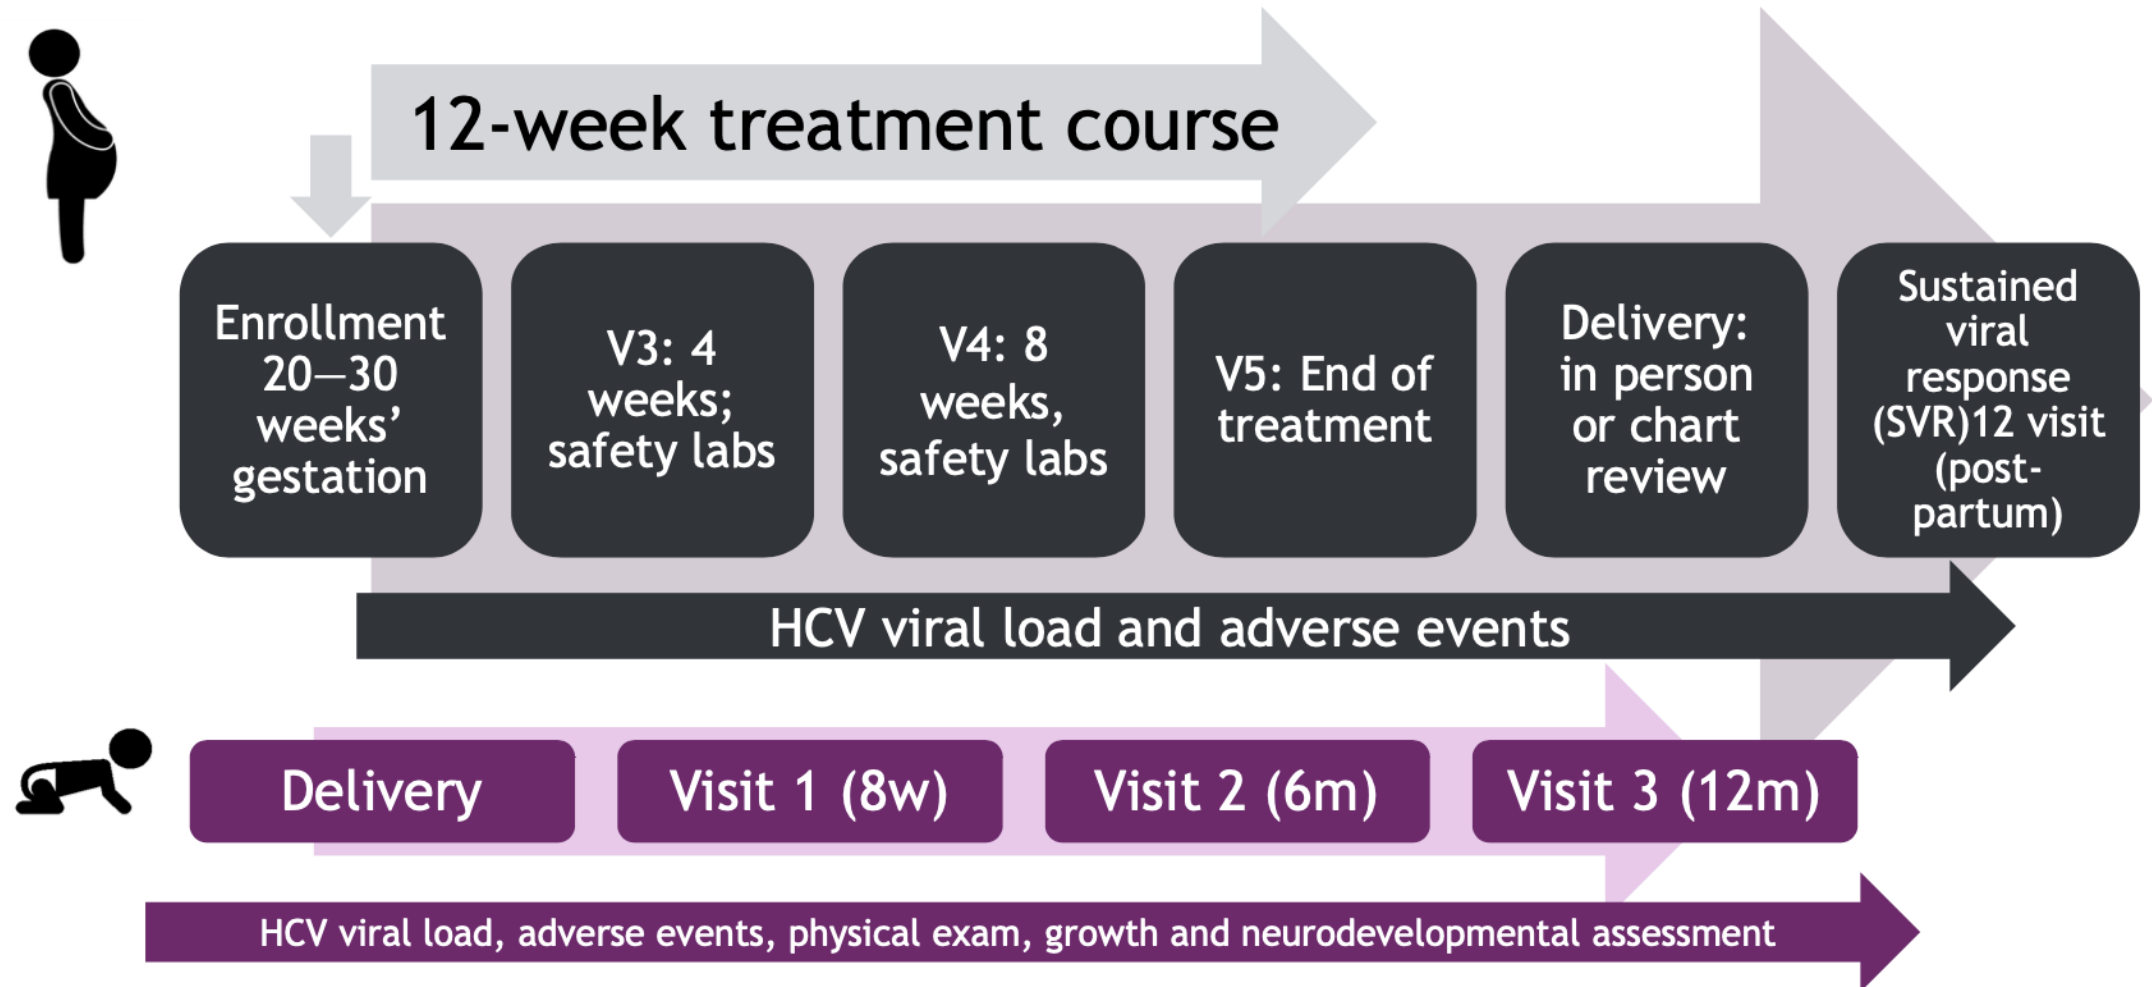 12-week treatment course
Enrollment
20—30
weeks’
gestation
V3: 4
weeks;
safety labs
V4: 8
weeks,
safety labs
V5: End of
treatment
Delivery:
in person
or chart
review
Sustained
viral
response
(SVR)12 visit
(post-
partum)
HCV viral load and adverse events
Delivery
Visit 1 (8w)
Visit 2 (6m)
Visit 3 (12m)
HCV viral load, adverse events, physical exam, growth and neurodevelopmental assessment